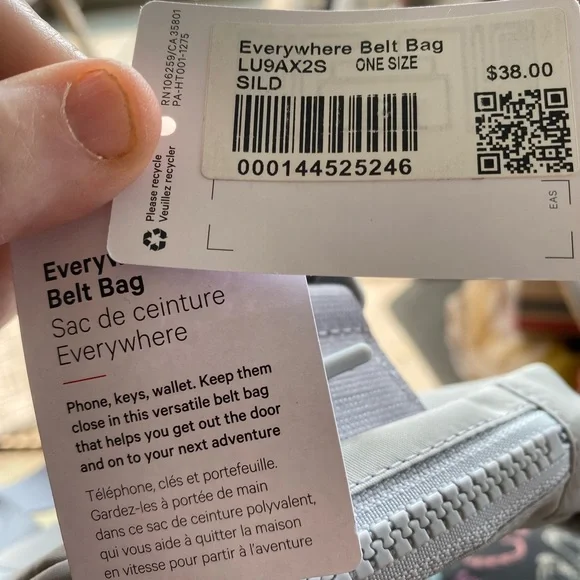 Everywhere Belt Bag
LU9AX2S ONE SIZE
SILD
$38.00
000144525246
RN106259/CA35801
PA-HT001-1275
Please recycle
Veuillez recycler
EAS
Belt Bag
Sac de ceinture
Everywhere
Phone, keys, wallet. Keep them
close in this versatile belt bag
that helps you get out the door
and on to your next adventure
Téléphone, clés et portefeuille.
Gardez-les à portée de main
dans ce sac de ceinture polyvalent,
qui vous aide à quitter la maison
en vitesse pour partir à l'aventure